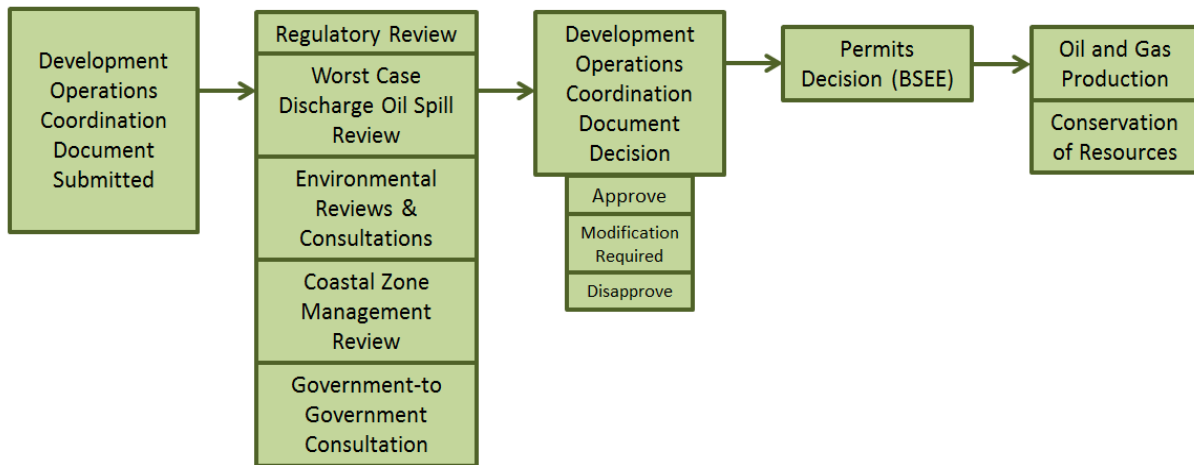 Development
Operations
Coordination
Document
Submitted
Regulatory Review
Worst Case
Discharge Oil Spill
Review
Environmental
Reviews &
Consultations
Coastal Zone
Management
Review
Government-to
Government
Consultation
Development
Operations
Coordination
Document
Decision
Approve
Modification
Required
Disapprove
Permits
Decision (BSEE)
Oil and Gas
Production
Conservation
of Resources